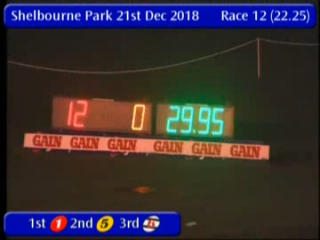 Shelbourne Park 21st Dec 2018 Race 12 (22.25)
12 0 29.95
GAIN GAIN GAIN GAIN GAIN GAIN
1st 1 2nd 5 3rd